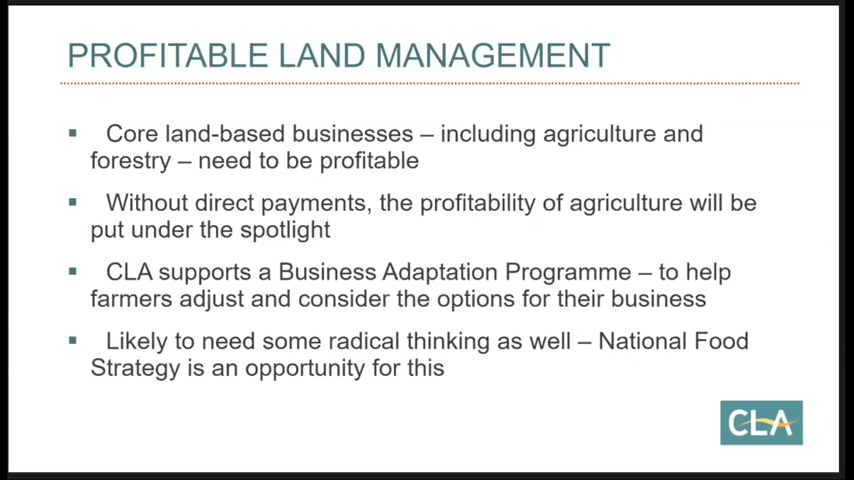 PROFITABLE LAND MANAGEMENT
▪ Core land-based businesses – including agriculture and
forestry – need to be profitable
▪ Without direct payments, the profitability of agriculture will be
put under the spotlight
▪ CLA supports a Business Adaptation Programme – to help
farmers adjust and consider the options for their business
▪ Likely to need some radical thinking as well – National Food
Strategy is an opportunity for this
CLA